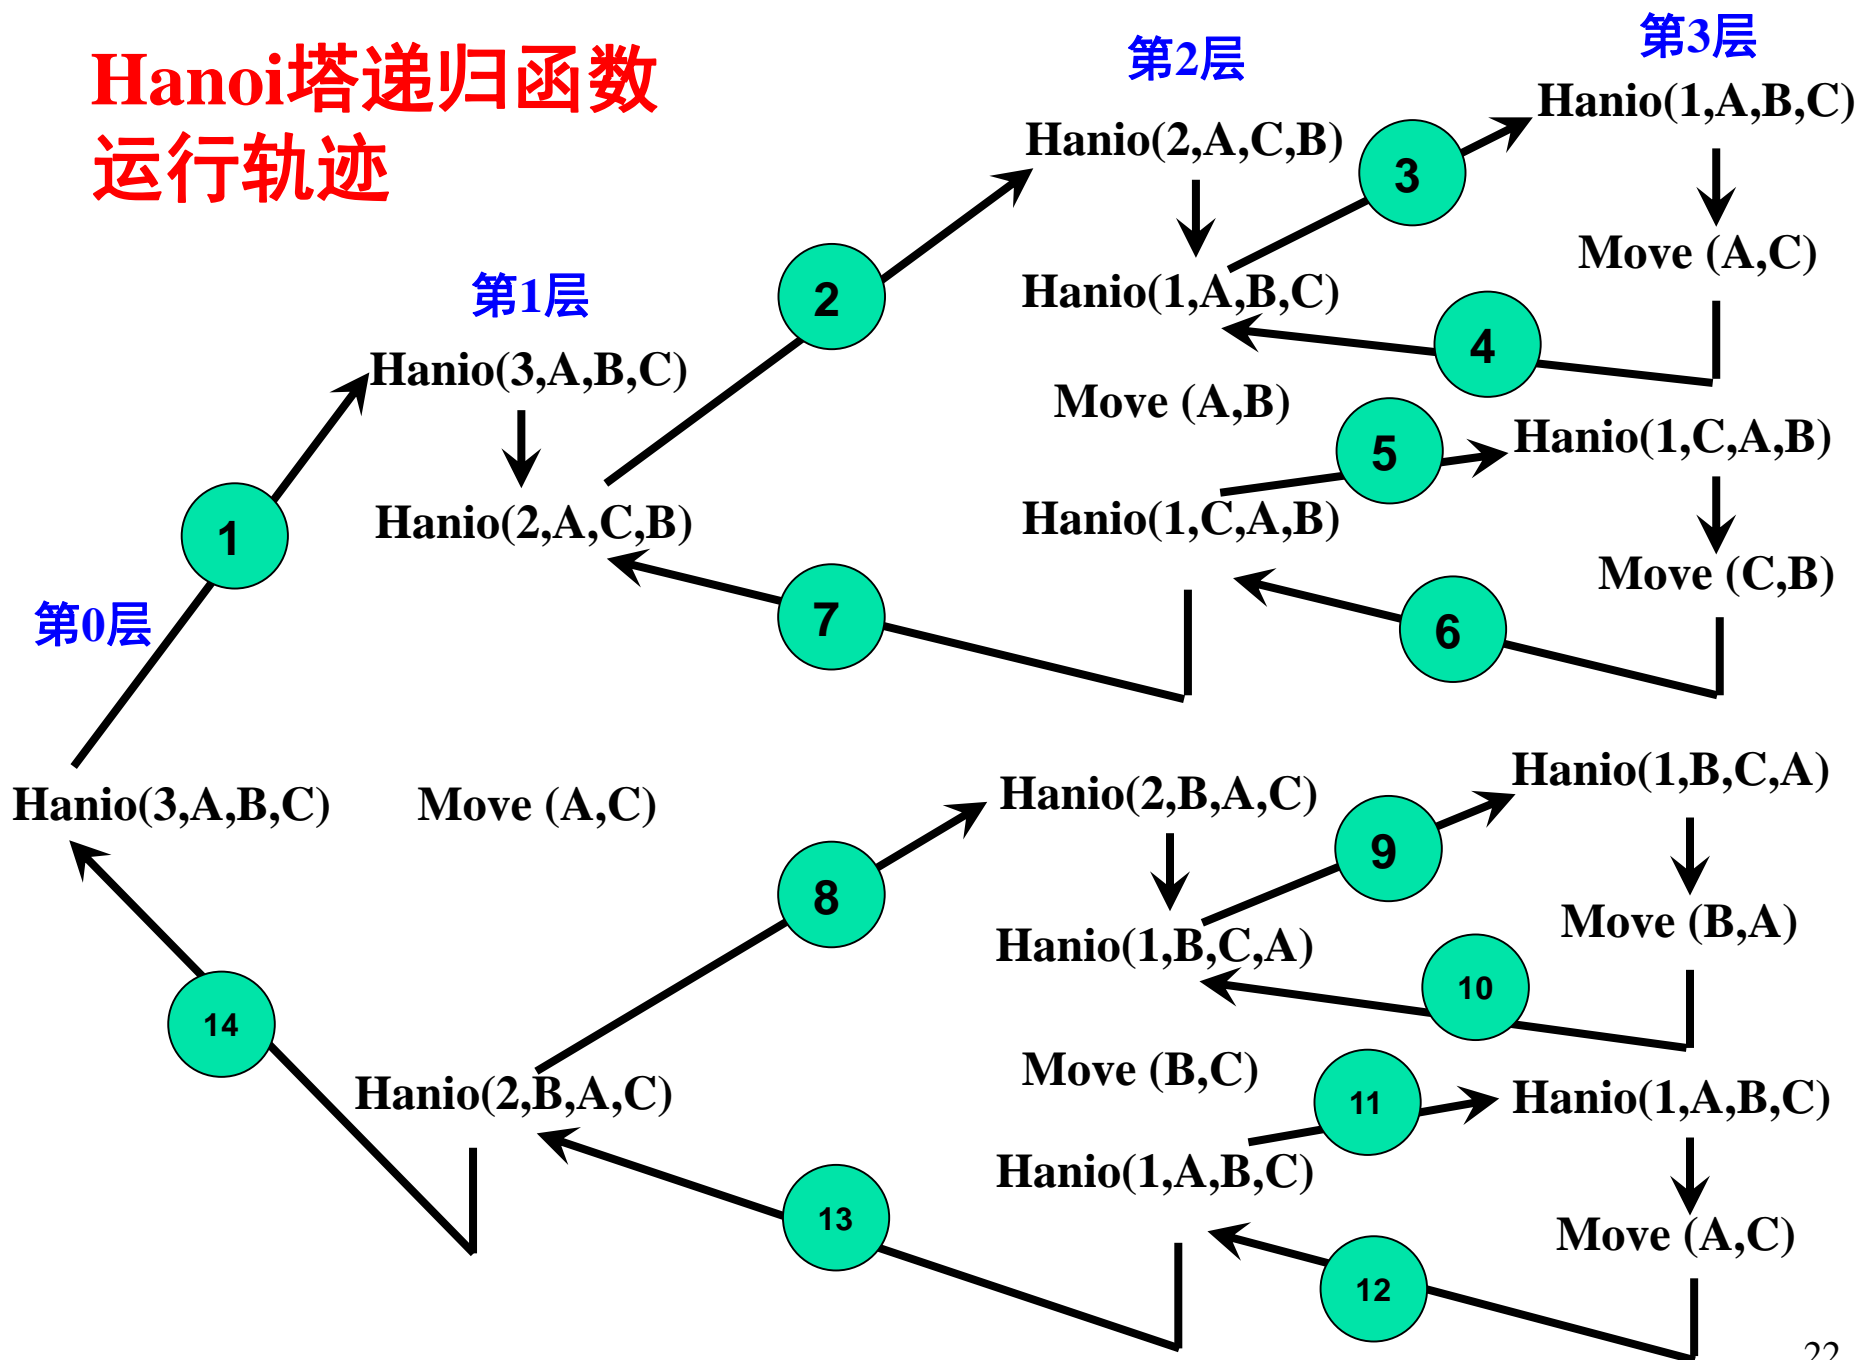 Hanoi塔递归函数
运行轨迹
第0层
第1层
第2层
第3层
Hanio(3,A,B,C)
1
Hanio(3,A,B,C)
Hanio(2,A,C,B)
2
Hanio(2,A,C,B)
Hanio(1,A,B,C)
3
Hanio(1,A,B,C)
Move (A,C)
4
Move (A,B)
Hanio(1,C,A,B)
5
Hanio(1,C,A,B)
Move (C,B)
6
7
Move (A,C)
Hanio(2,B,A,C)
8
Hanio(2,B,A,C)
Hanio(1,B,C,A)
9
Hanio(1,B,C,A)
Move (B,A)
10
Move (B,C)
Hanio(1,A,B,C)
11
Hanio(1,A,B,C)
Move (A,C)
12
13
14
22